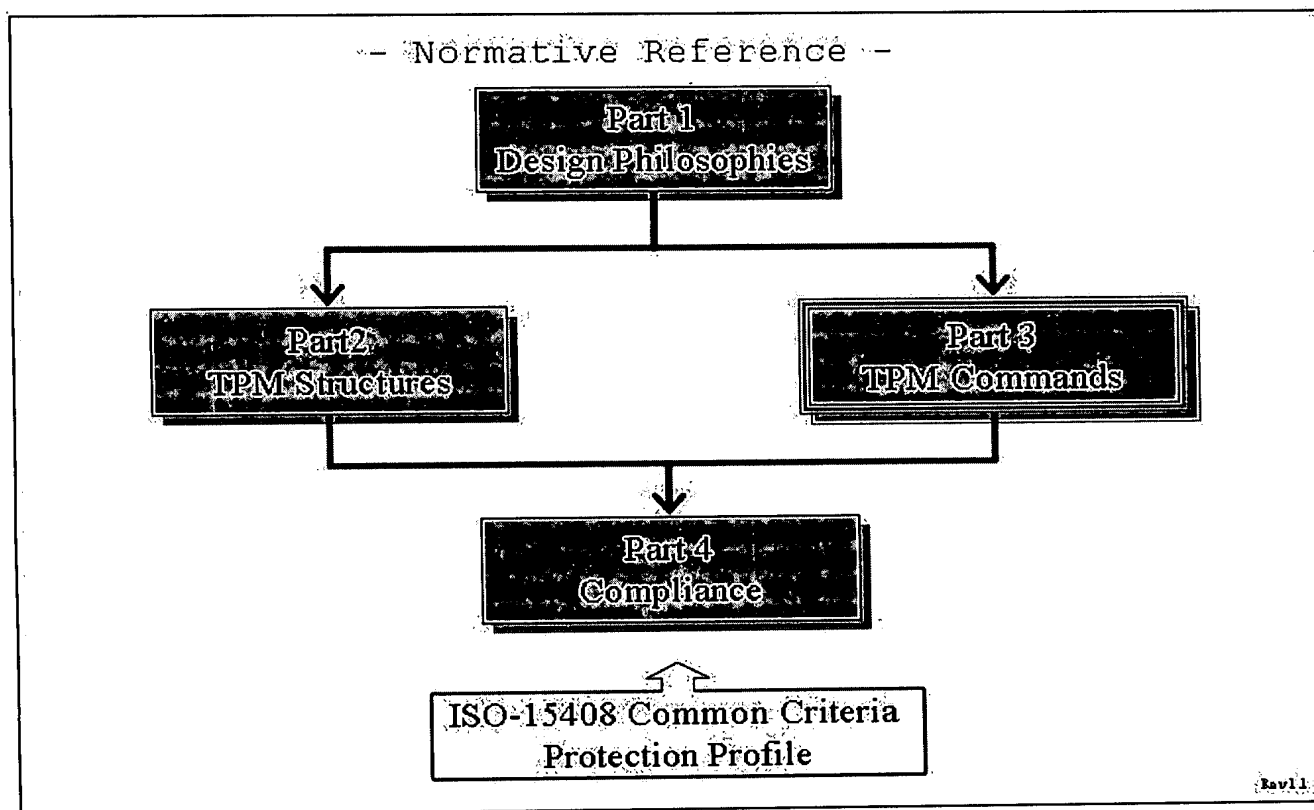 - Normative Reference -
Part 1
Design Philosophies
Part2
TPM Structures
Part 3
TPM Commands
Part 4
Compliance
ISO-15408 Common Criteria
Protection Profile